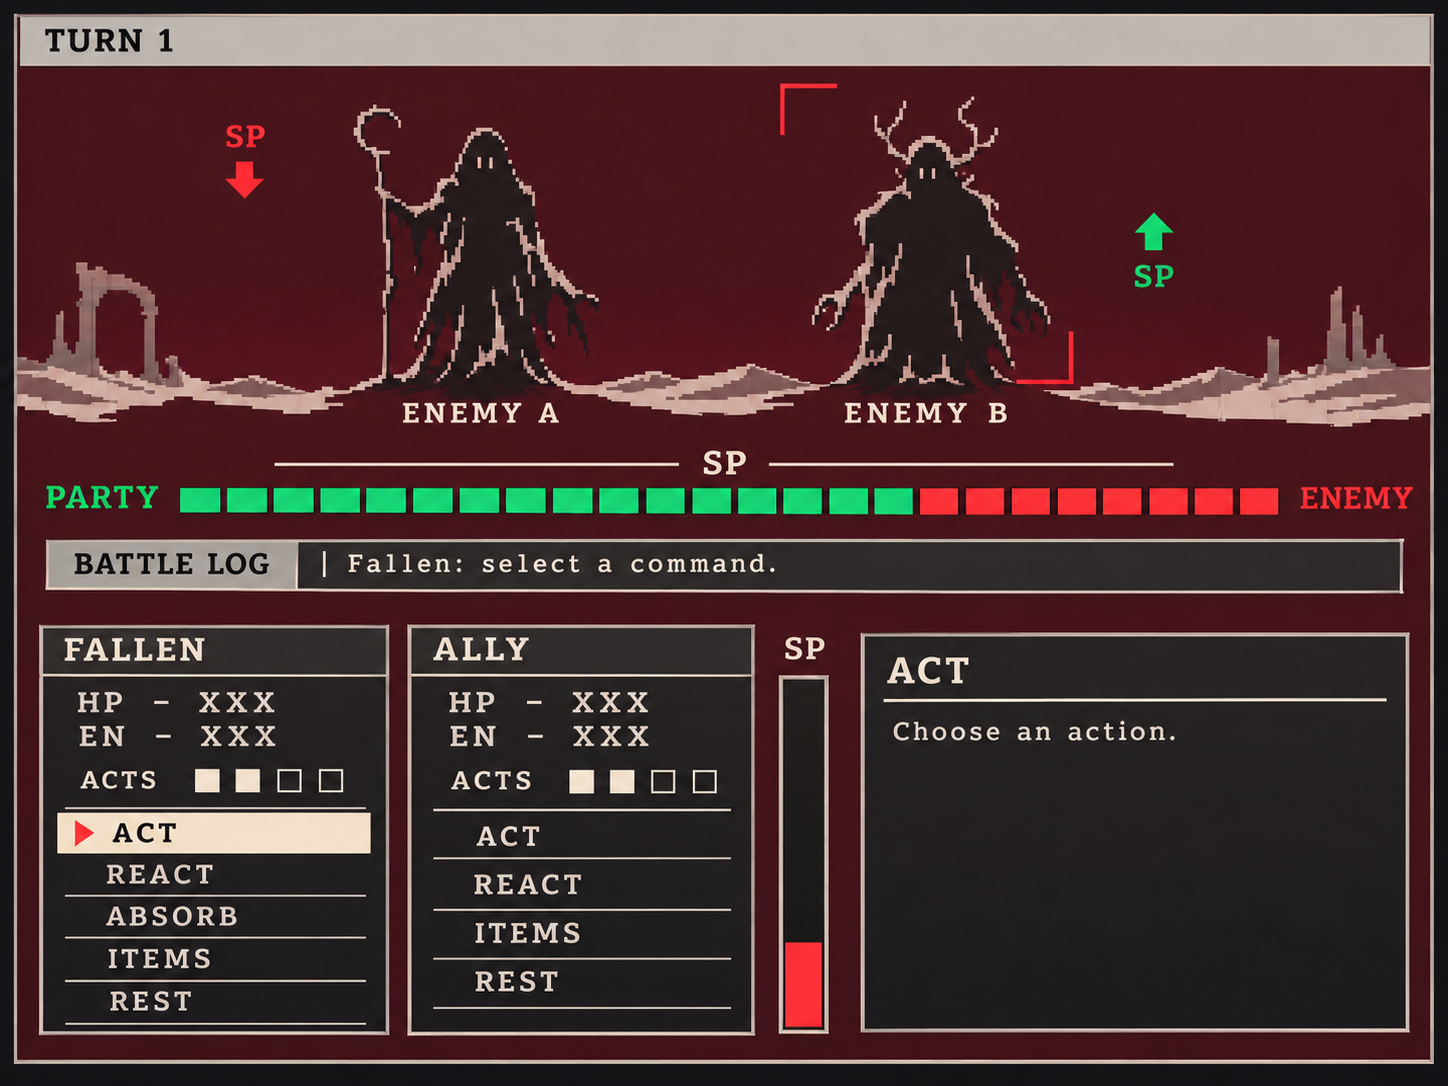 TURN 1
SP
SP
ENEMY A
ENEMY B
SP
PARTY
ENEMY
BATTLE LOG
| Fallen: select a command.
FALLEN
HP - XXX
EN - XXX
ACTS
ACT
REACT
ABSORB
ITEMS
REST
ALLY
HP - XXX
EN - XXX
ACTS
ACT
REACT
ITEMS
REST
SP
ACT
Choose an action.